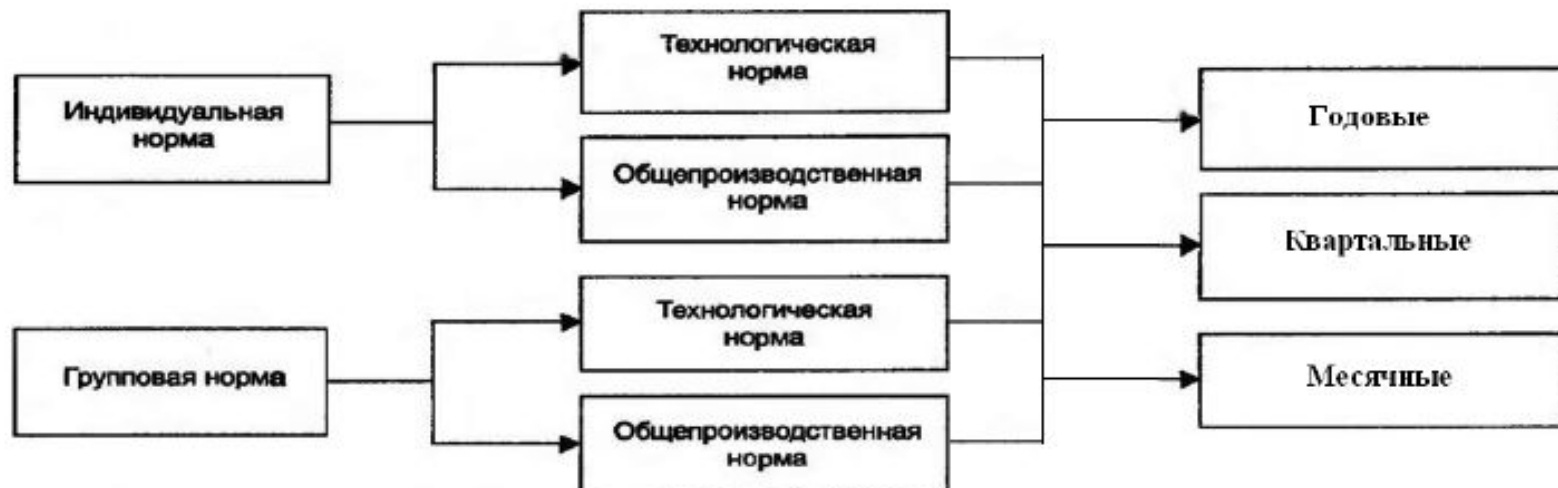 Технологическая
норма
Индивидуальная
норма
Общепроизводственная
норма
Групповая норма
Технологическая
норма
Общепроизводственная
норма
Годовые
Квартальные
Месячные